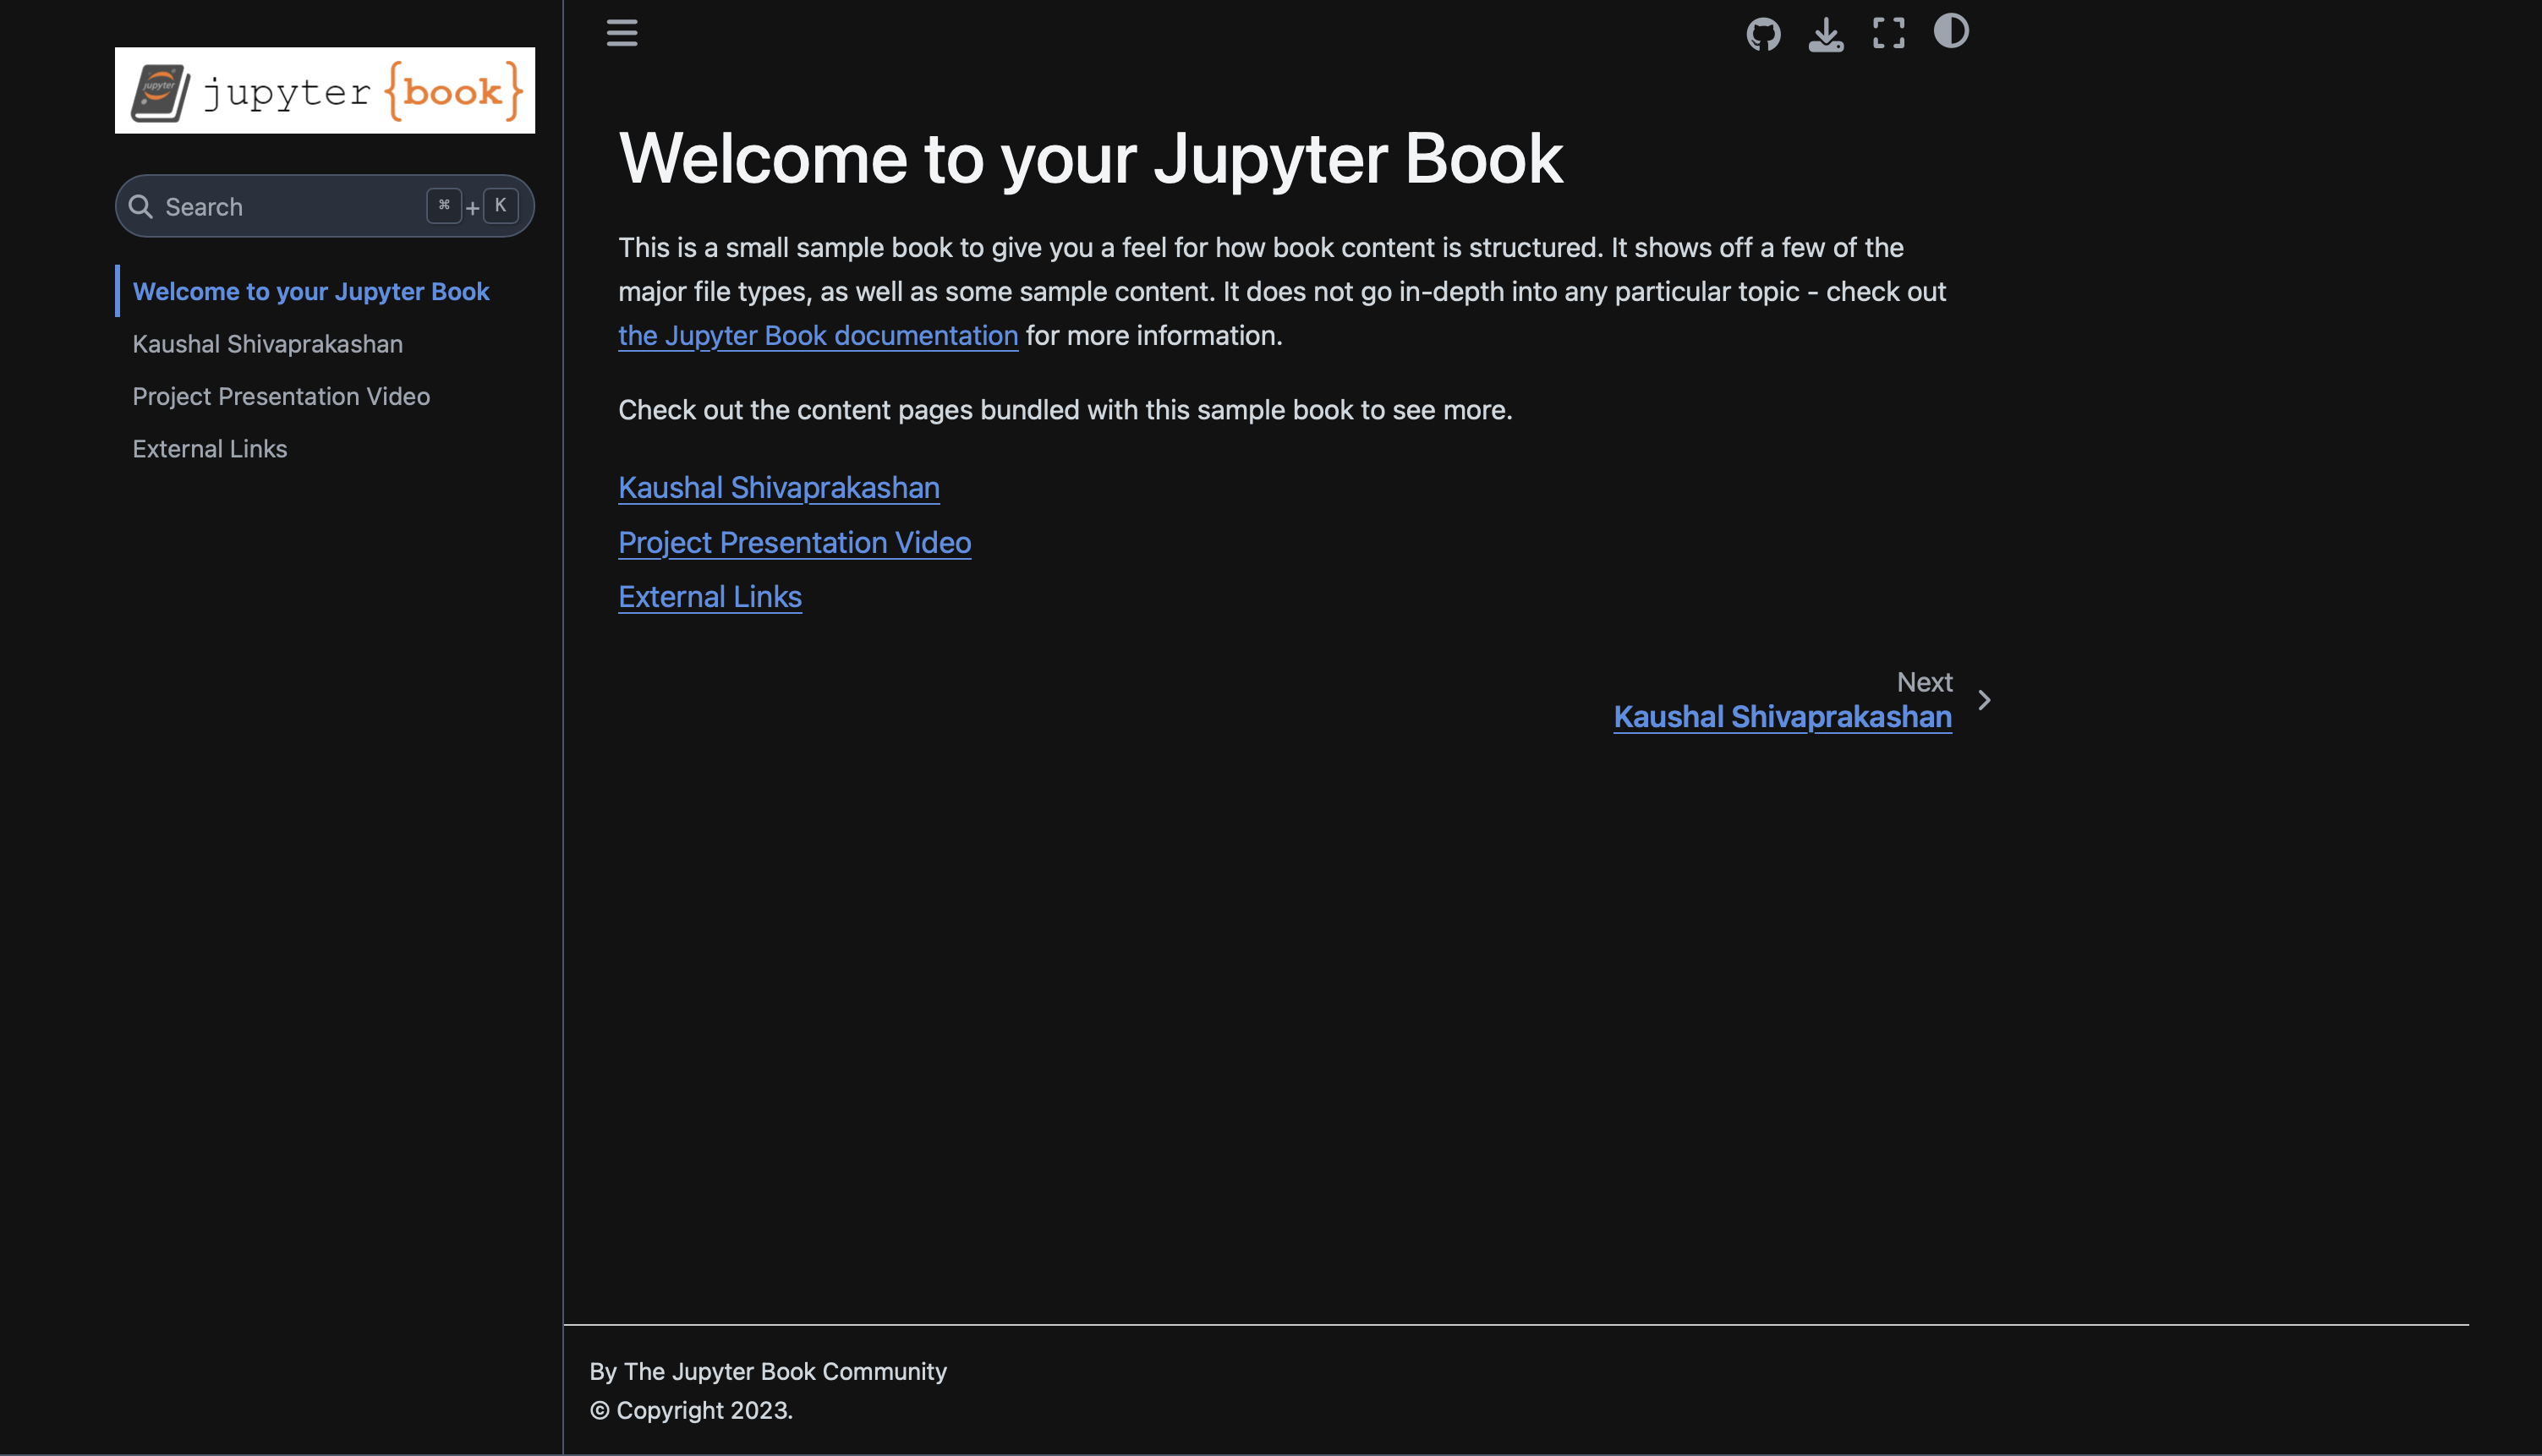 jupyter {book}
Search ⌘ + K
Welcome to your Jupyter Book
Kaushal Shivaprakashan
Project Presentation Video
External Links
Welcome to your Jupyter Book
This is a small sample book to give you a feel for how book content is structured. It shows off a few of the
major file types, as well as some sample content. It does not go in-depth into any particular topic - check out
the Jupyter Book documentation for more information.
Check out the content pages bundled with this sample book to see more.
Kaushal Shivaprakashan
Project Presentation Video
External Links
Next
Kaushal Shivaprakashan
By The Jupyter Book Community
© Copyright 2023.